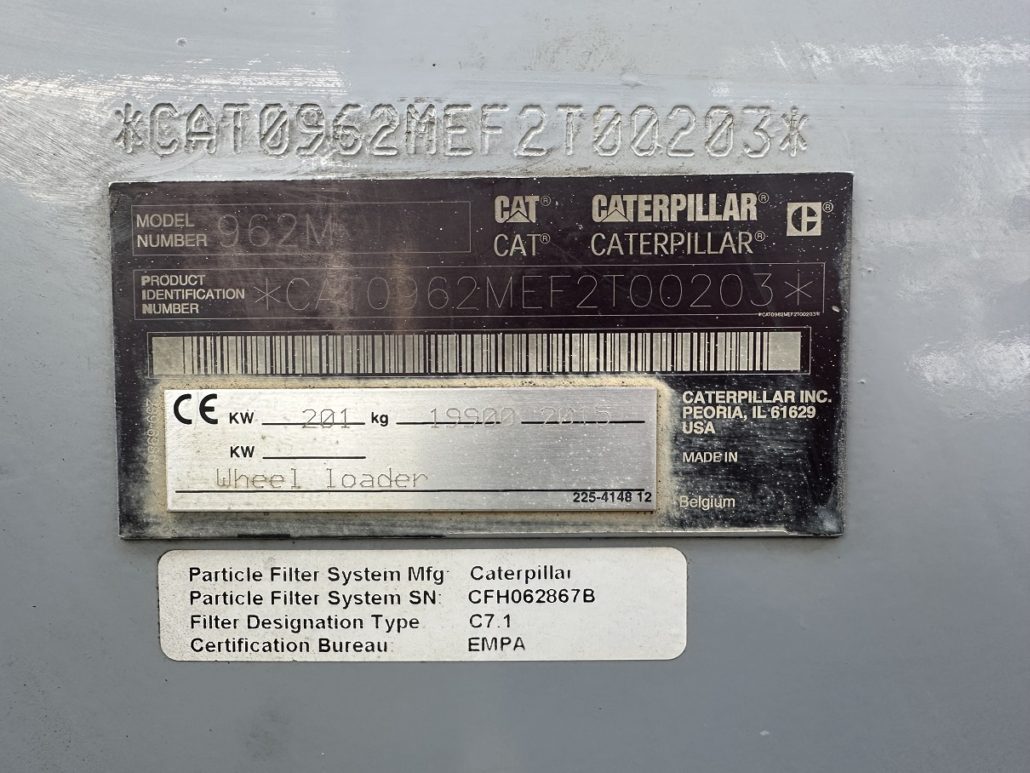 *CAT0962MEF2T00203*
MODEL NUMBER 962M
CAT® CATERPILLAR® C®
CAT® CATERPILLAR®
PRODUCT IDENTIFICATION NUMBER *CAT0962MEF2T00203*
*CAT0962MEF2T00203*
CE KW 201 kg 19900 2015
KW
Wheel loader
225-4148 12
CATERPILLAR INC.
PEORIA, IL 61629
USA
MADE IN
Belgium
Particle Filter System Mfg: Caterpillar
Particle Filter System SN: CFH062867B
Filter Designation Type C7.1
Certification Bureau: EMPA